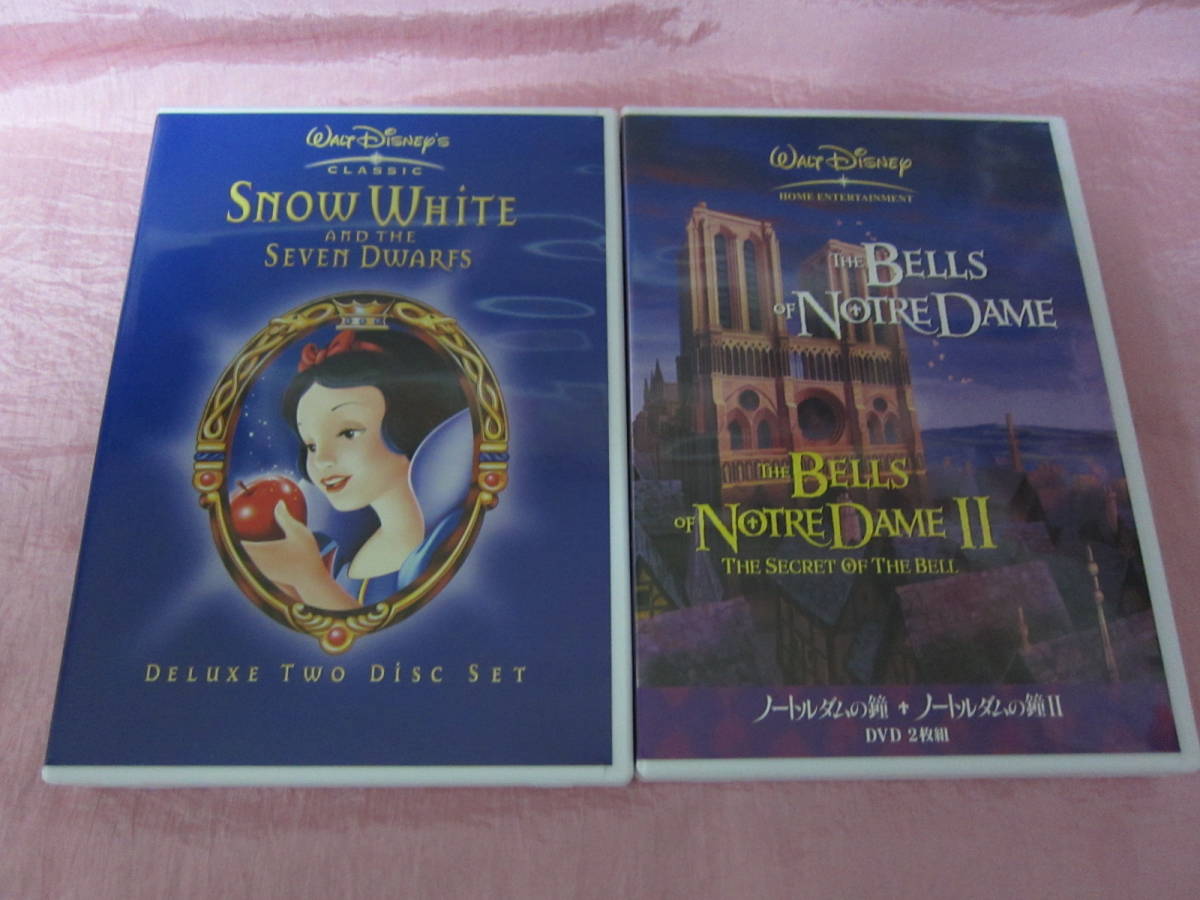 WALT DISNEY'S
CLASSIC
SNOW WHITE
AND THE
SEVEN DWARFS
DELUXE TWO DISC SET
WALT DISNEY
HOME ENTERTAINMENT
THE BELLS
OF NOTRE DAME
THE BELLS
OF NOTRE DAME II
THE SECRET OF THE BELL
ノートルダムの鐘 ✝ ノートルダムの鐘II
DVD 2枚組